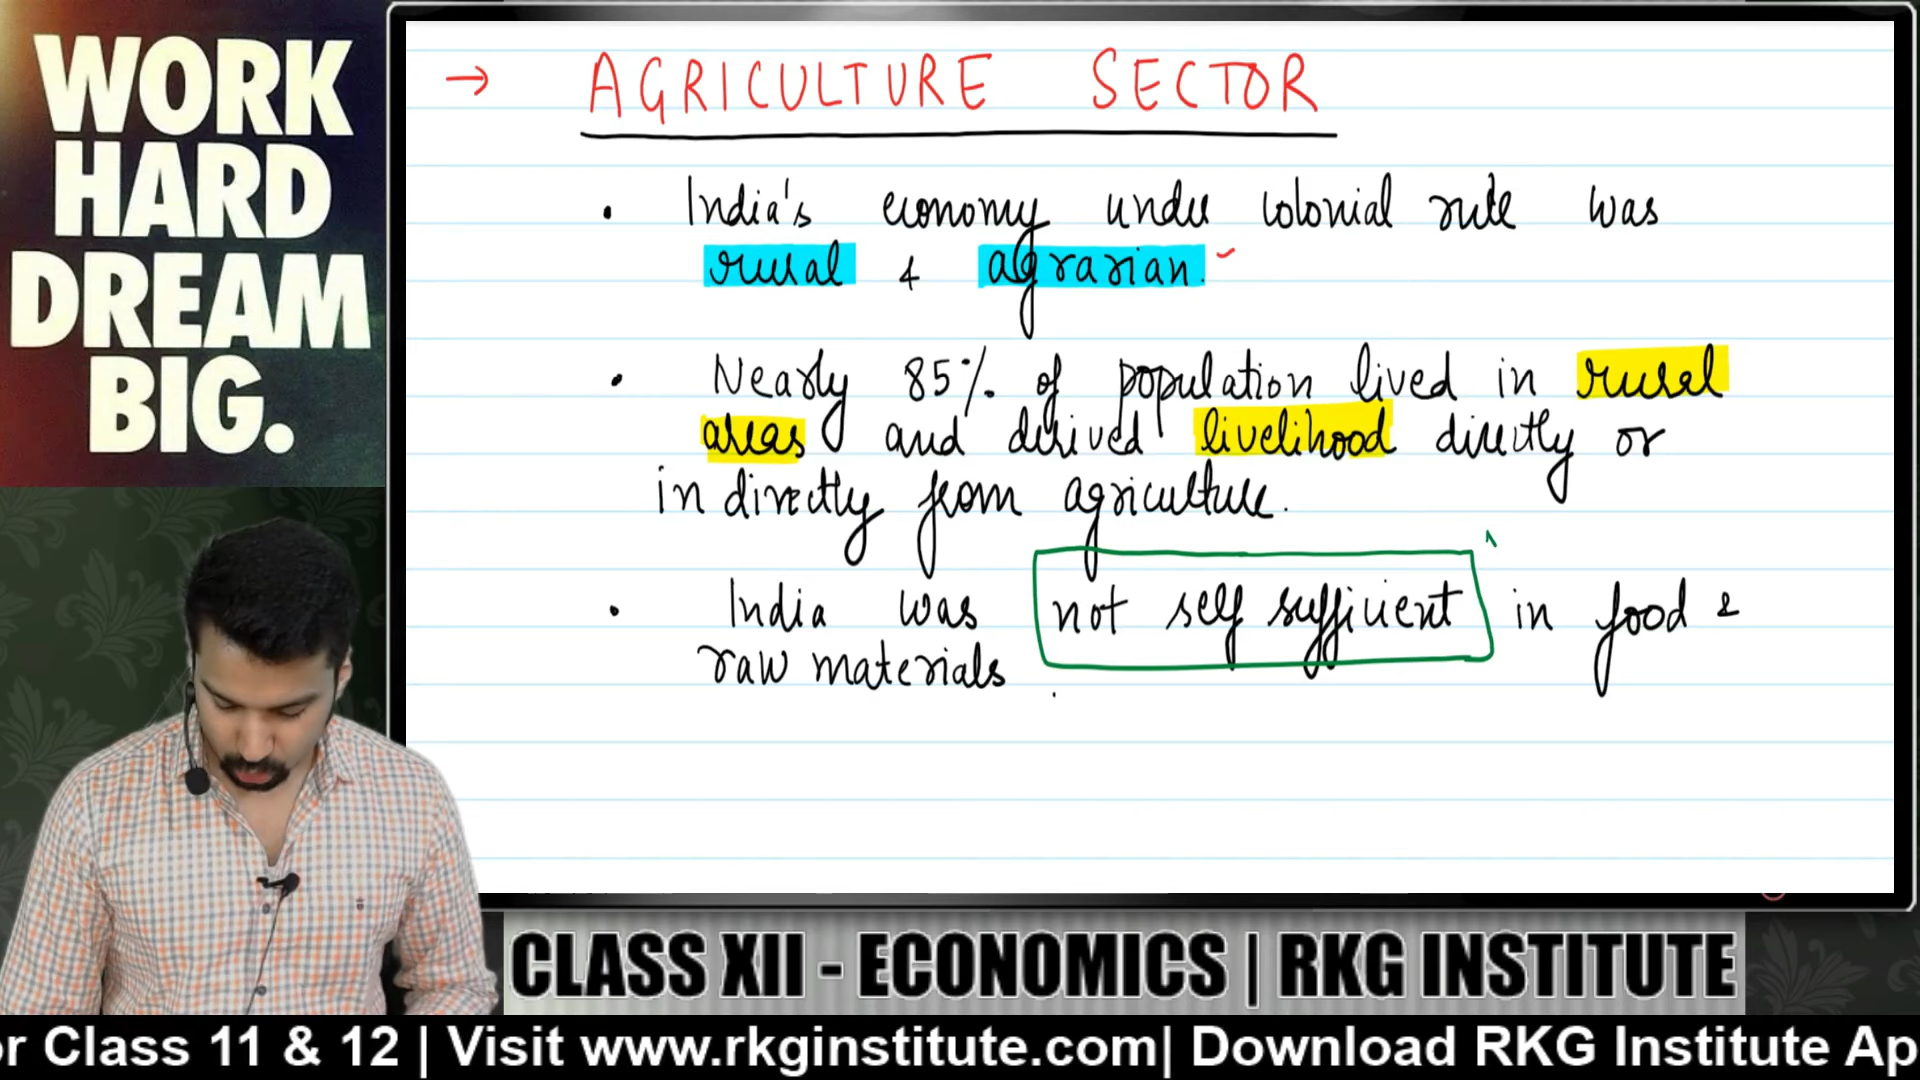 WORK
HARD
DREAM
BIG.
→ AGRICULTURE SECTOR
• India's economy under colonial rule was
rural & agrarian.
• Nearly 85% of population lived in rural
areas and derived livelihood directly or
indirectly from agriculture.
• India was not self sufficient in food &
raw materials
CLASS XII - ECONOMICS | RKG INSTITUTE
or Class 11 & 12 | Visit www.rkginstitute.com| Download RKG Institute Ap